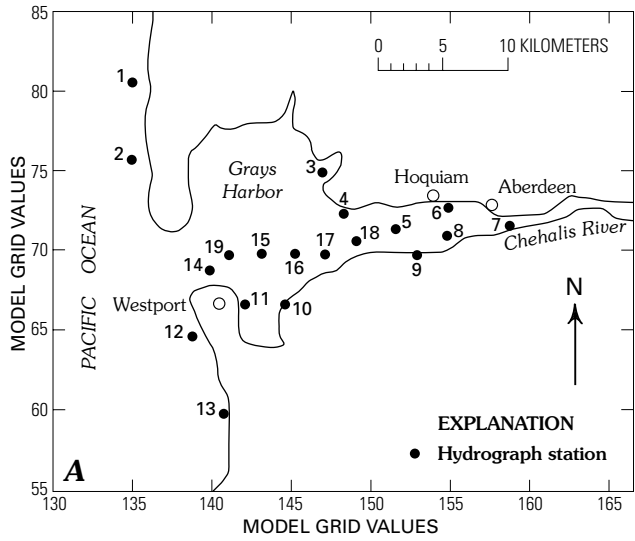 MODEL GRID VALUES
85
80
75
70
65
60
55
130
135
140
145
150
155
160
165
MODEL GRID VALUES
0
5
10 KILOMETERS
1
2
3
4
5
6
7
8
9
10
11
12
13
14
15
16
17
18
19
Grays
Harbor
Hoquiam
Aberdeen
Chehalis River
PACIFIC OCEAN
Westport
N
EXPLANATION
Hydrograph station
A